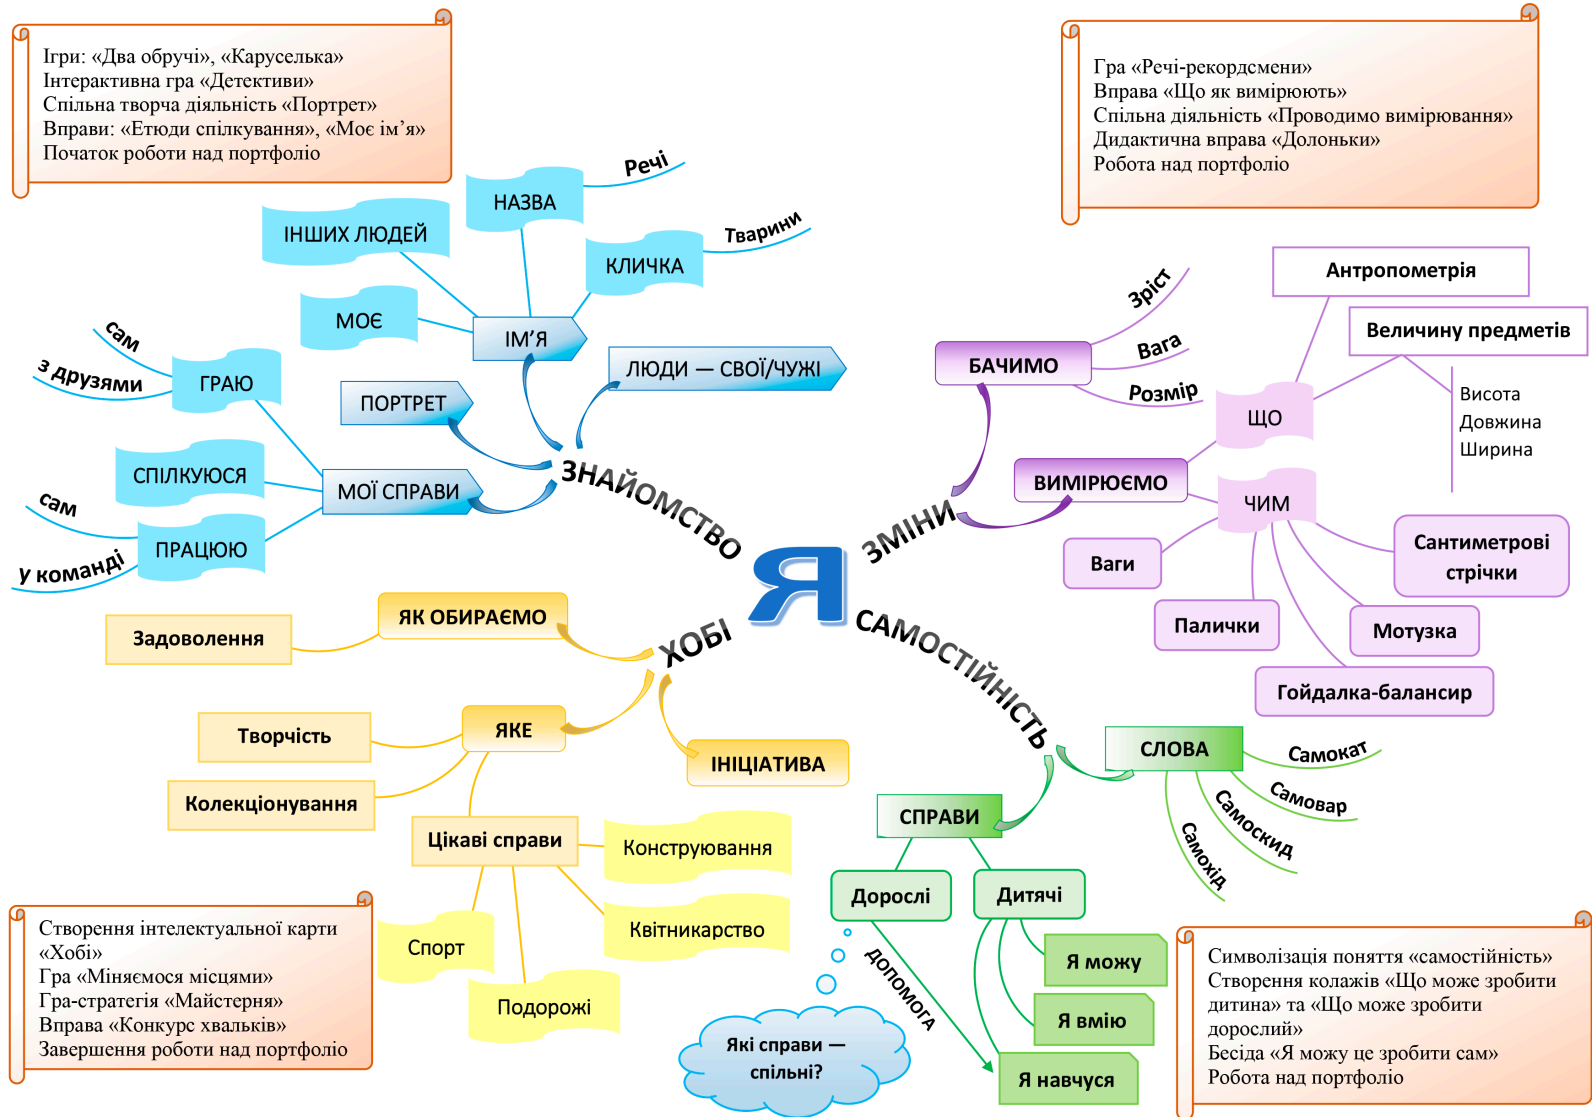 Ігри: «Два обручі», «Каруселька»
Інтерактивна гра «Детективи»
Спільна творча діяльність «Портрет»
Вправи: «Етюди спілкування», «Моє ім’я»
Початок роботи над портфоліо
Гра «Речі-рекордсмени»
Вправа «Що як вимірюють»
Спільна діяльність «Проводимо вимірювання»
Дидактична вправа «Долоньки»
Робота над портфоліо
Я
ЗНАЙОМСТВО
ІМ’Я
НАЗВА
Речі
ІНШИХ ЛЮДЕЙ
КЛИЧКА
Тварини
МОЄ
ЛЮДИ — СВОЇ/ЧУЖІ
ПОРТРЕТ
МОЇ СПРАВИ
ГРАЮ
сам
з друзями
СПІЛКУЮСЯ
ПРАЦЮЮ
сам
у команді
ЗМІНИ
БАЧИМО
Зріст
Вага
Розмір
ВИМІРЮЄМО
ЩО
Антропометрія
Величину предметів
Висота
Довжина
Ширина
ЧИМ
Ваги
Палички
Гойдалка-балансир
Мотузка
Сантиметрові
стрічки
ХОБІ
ЯК ОБИРАЄМО
Задоволення
ЯКЕ
Творчість
Колекціонування
Цікаві справи
Конструювання
Квітникарство
Подорожі
Спорт
ІНІЦІАТИВА
САМОСТІЙНІСТЬ
СЛОВА
Самокат
Самовар
Самоскид
Самохід
СПРАВИ
Дорослі
Дитячі
Я можу
Я вмію
Я навчуся
ДОПОМОГА
Які справи —
спільні?
Створення інтелектуальної карти
«Хобі»
Гра «Міняємося місцями»
Гра-стратегія «Майстерня»
Вправа «Конкурс хвальків»
Завершення роботи над портфоліо
Символізація поняття «самостійність»
Створення колажів «Що може зробити
дитина» та «Що може зробити
дорослий»
Бесіда «Я можу це зробити сам»
Робота над портфоліо